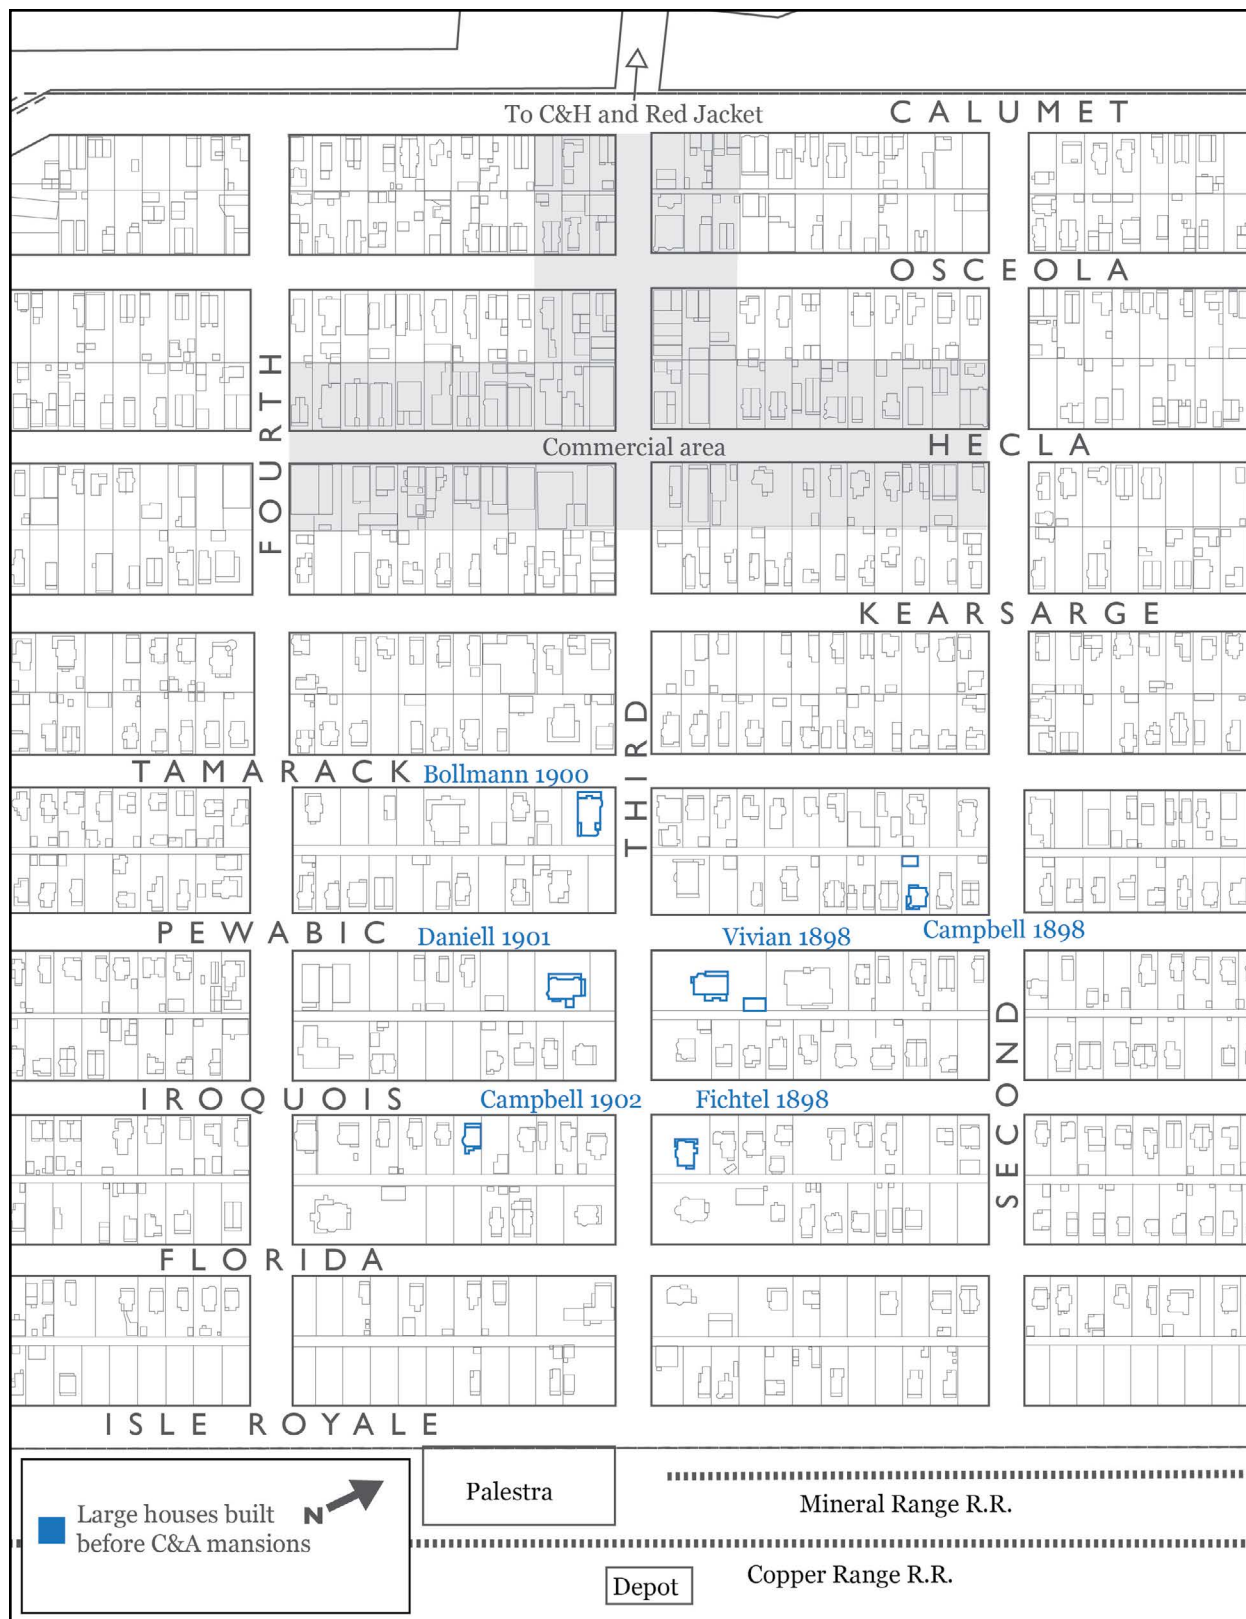 To C&H and Red Jacket
CALUMET
OSCEOLA
FOURTH
Commercial area
HECLA
KEARSARGE
THIRD
TAMARACK
Bollmann 1900
PEWABIC
Daniell 1901
Vivian 1898
Campbell 1898
SECOND
IROQUOIS
Campbell 1902
Fichtel 1898
FLORIDA
ISLE ROYALE
Large houses built
before C&A mansions
N
Palestra
Mineral Range R.R.
Copper Range R.R.
Depot